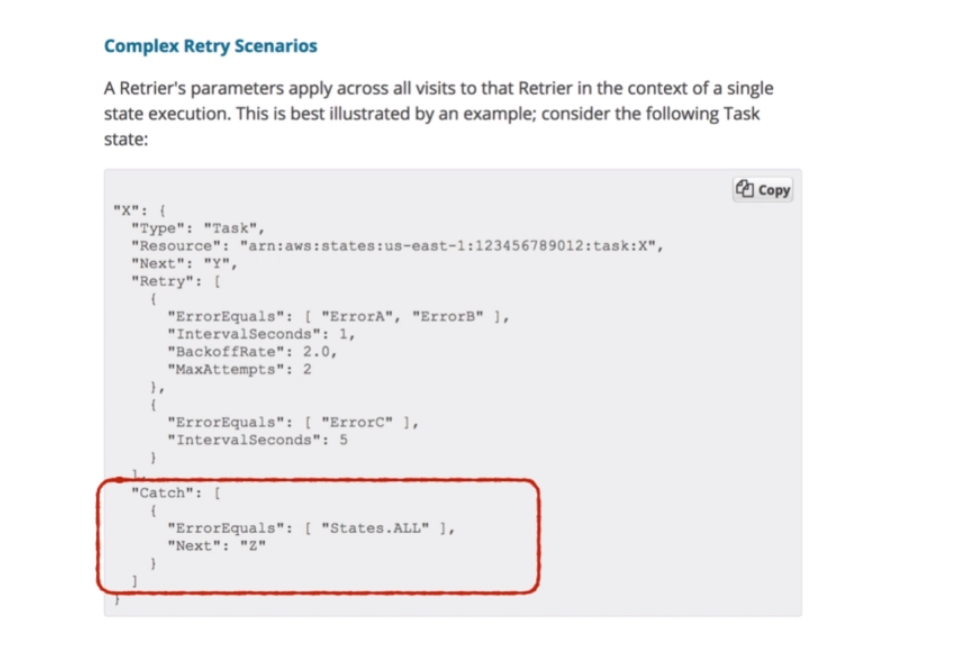 Complex Retry Scenarios
A Retrier's parameters apply across all visits to that Retrier in the context of a single
state execution. This is best illustrated by an example; consider the following Task
state:
Copy
"X": {
  "Type": "Task",
  "Resource": "arn:aws:states:us-east-1:123456789012:task:X",
  "Next": "Y",
  "Retry": [
    {
      "ErrorEquals": [ "ErrorA", "ErrorB" ],
      "IntervalSeconds": 1,
      "BackoffRate": 2.0,
      "MaxAttempts": 2
    },
    {
      "ErrorEquals": [ "ErrorC" ],
      "IntervalSeconds": 5
    }
  ],
  "Catch": [
    {
      "ErrorEquals": [ "States.ALL" ],
      "Next": "Z"
    }
  ]
}